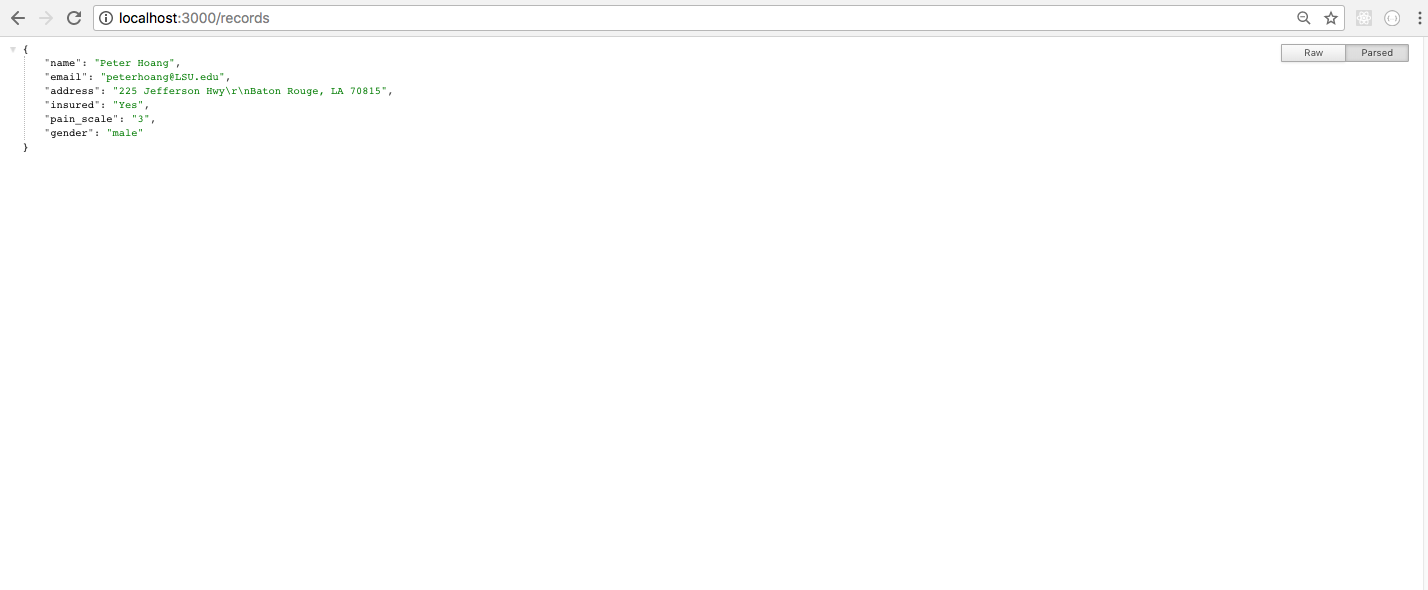 localhost:3000/records
Raw Parsed
{
"name": "Peter Hoang",
"email": "peterhoang@LSU.edu",
"address": "225 Jefferson Hwy\r\nBaton Rouge, LA 70815",
"insured": "Yes",
"pain_scale": "3",
"gender": "male"
}